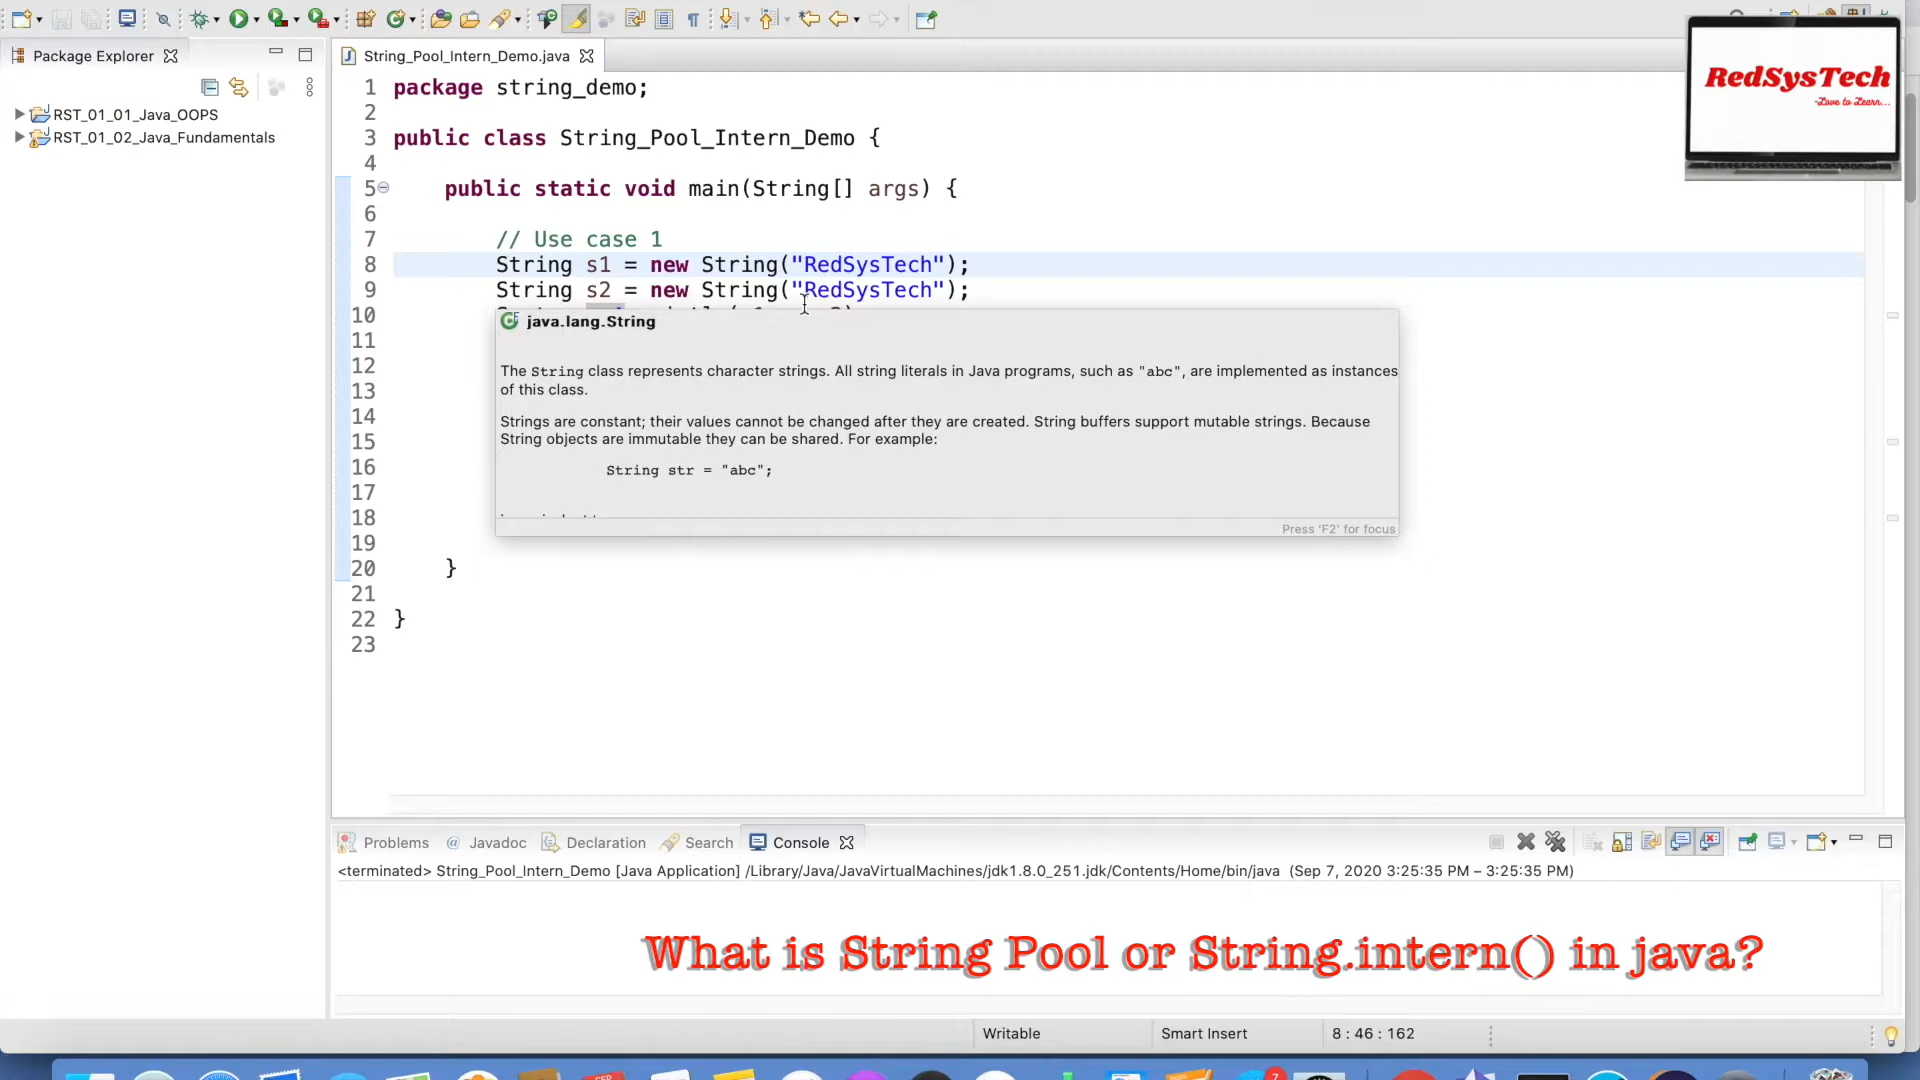 RedSysTech
-Love to Learn...
Package Explorer
String_Pool_Intern_Demo.java
RST_01_01_Java_OOPS
RST_01_02_Java_Fundamentals
1 package string_demo;
2
3 public class String_Pool_Intern_Demo {
4
5 public static void main(String[] args) {
6
7 // Use case 1
8 String s1 = new String("RedSysTech");
9 String s2 = new String("RedSysTech");
10
11
12
13
14
15
16
17
18
19
20 }
21
22 }
23
java.lang.String
The String class represents character strings. All string literals in Java programs, such as "abc", are implemented as instances
of this class.
Strings are constant; their values cannot be changed after they are created. String buffers support mutable strings. Because
String objects are immutable they can be shared. For example:
String str = "abc";
Press 'F2' for focus
Problems @ Javadoc Declaration Search Console
<terminated> String_Pool_Intern_Demo [Java Application] /Library/Java/JavaVirtualMachines/jdk1.8.0_251.jdk/Contents/Home/bin/java (Sep 7, 2020 3:25:35 PM – 3:25:35 PM)
What is String Pool or String.intern() in java?
Writable Smart Insert 8 : 46 : 162
SEP 7